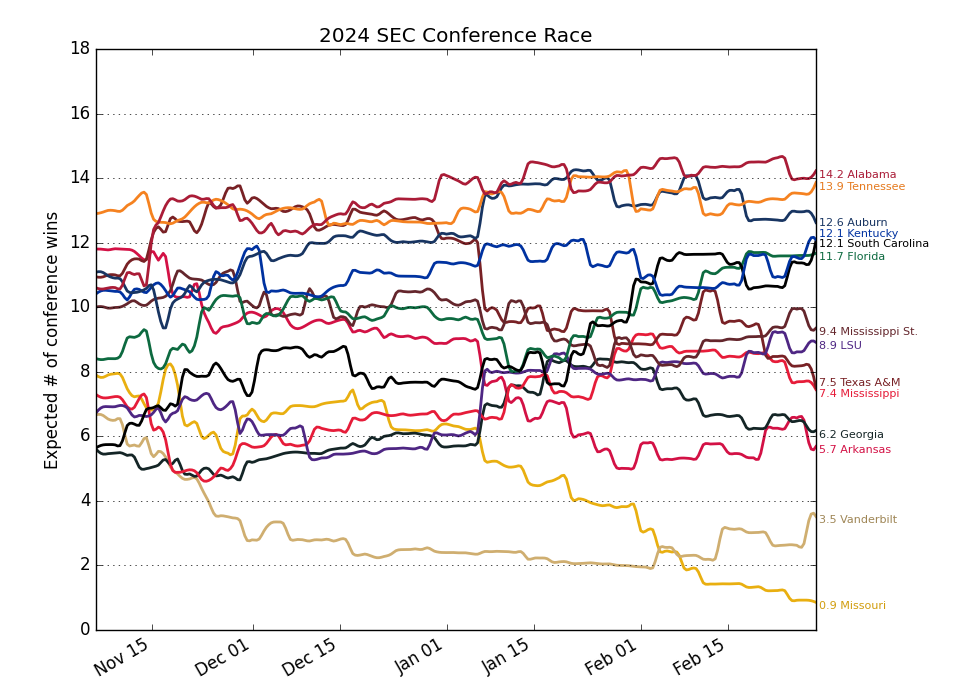 2024 SEC Conference Race
Expected # of conference wins
18
16
14
12
10
8
6
4
2
0
Nov 15
Dec 01
Dec 15
Jan 01
Jan 15
Feb 01
Feb 15
14.2 Alabama
13.9 Tennessee
12.6 Auburn
12.1 Kentucky
12.1 South Carolina
11.7 Florida
9.4 Mississippi St.
8.9 LSU
7.5 Texas A&M
7.4 Mississippi
6.2 Georgia
5.7 Arkansas
3.5 Vanderbilt
0.9 Missouri